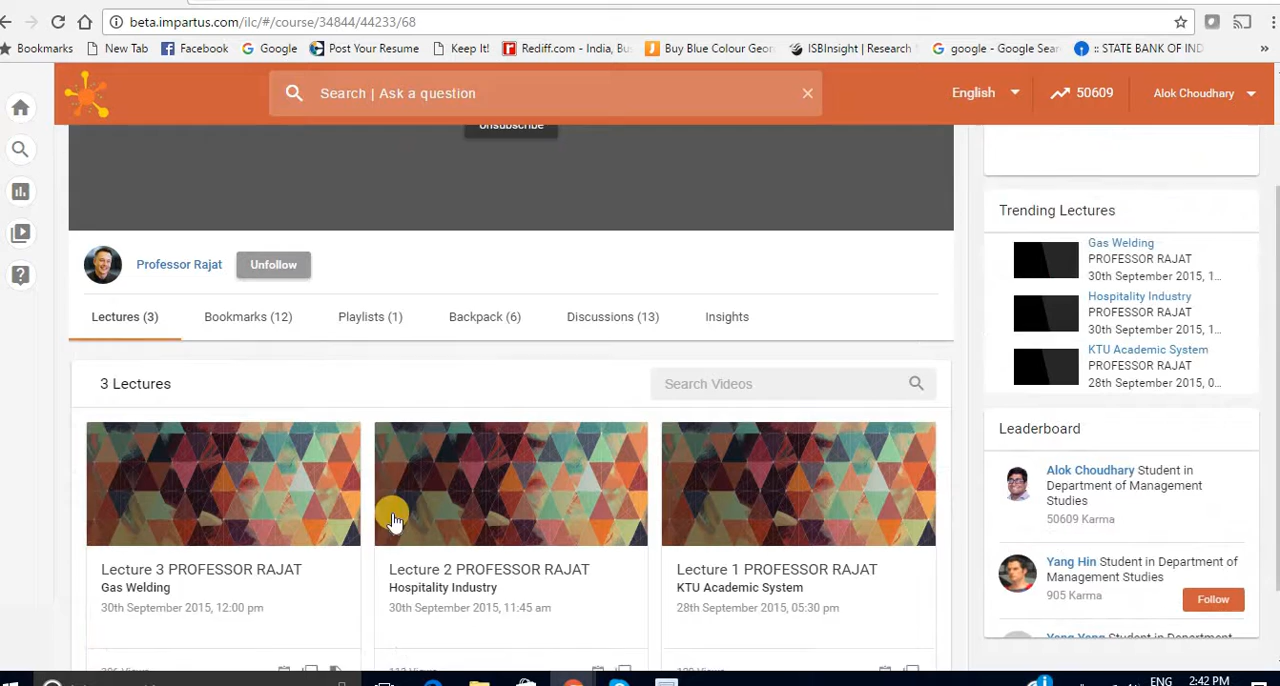 beta.impartus.com/ilc/#/course/34844/44233/68
Bookmarks New Tab Facebook Google Post Your Resume Keep It! Rediff.com - India, Bus Buy Blue Colour Geor ISBInsight | Research google - Google Sear :: STATE BANK OF IND »
Search | Ask a question
English 50609 Alok Choudhary
Unsubscribe
Professor Rajat Unfollow
Lectures (3) Bookmarks (12) Playlists (1) Backpack (6) Discussions (13) Insights
3 Lectures Search Videos
Lecture 3 PROFESSOR RAJAT
Gas Welding
30th September 2015, 12:00 pm
Lecture 2 PROFESSOR RAJAT
Hospitality Industry
30th September 2015, 11:45 am
Lecture 1 PROFESSOR RAJAT
KTU Academic System
28th September 2015, 05:30 pm
Trending Lectures
Gas Welding
PROFESSOR RAJAT
30th September 2015, 1...
Hospitality Industry
PROFESSOR RAJAT
30th September 2015, 1...
KTU Academic System
PROFESSOR RAJAT
28th September 2015, 0...
Leaderboard
Alok Choudhary Student in
Department of Management
Studies
50609 Karma
Yang Hin Student in Department of
Management Studies
905 Karma
Follow
Yang Yang Student in Department
ENG 2:42 PM